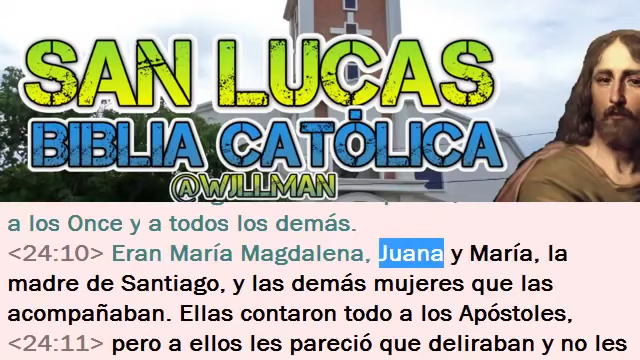 SAN LUCAS
BIBLIA CATÓLICA
@WJLLMAN
a los Once y a todos los demás.
<24:10> Eran María Magdalena, Juana y María, la
madre de Santiago, y las demás mujeres que las
acompañaban. Ellas contaron todo a los Apóstoles,
<24:11> pero a ellos les pareció que deliraban y no les